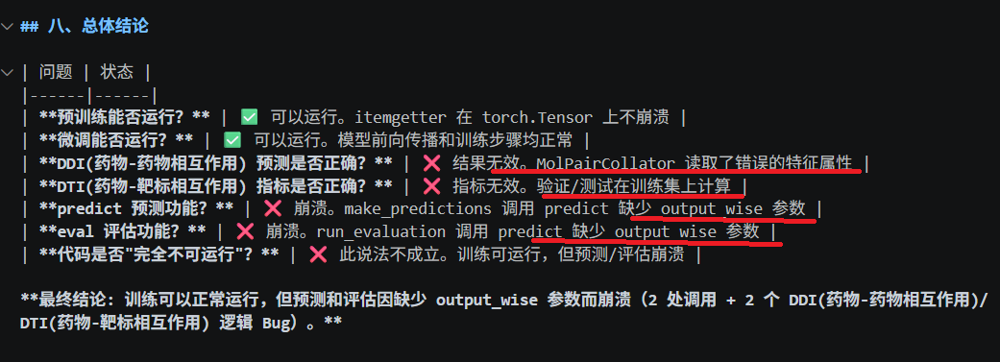 ## 八、总体结论
| 问题 | 状态 |
|------|------|
| **预训练能否运行？** | ✅ 可以运行。itemgetter 在 torch.Tensor 上不崩溃 |
| **微调能否运行？** | ✅ 可以运行。模型前向传播和训练步骤均正常 |
| **DDI(药物-药物相互作用) 预测是否正确？** | ❌ 结果无效。MolPairCollator 读取了错误的特征属性 |
| **DTI(药物-靶标相互作用) 指标是否正确？** | ❌ 指标无效。验证/测试在训练集上计算 |
| **predict 预测功能？** | ❌ 崩溃。make_predictions 调用 predict 缺少 output_wise 参数 |
| **eval 评估功能？** | ❌ 崩溃。run_evaluation 调用 predict 缺少 output_wise 参数 |
| **代码是否"完全不可运行"？** | ❌ 此说法不成立。训练可运行，但预测/评估崩溃 |
**最终结论: 训练可以正常运行，但预测和评估因缺少 output_wise 参数而崩溃（2 处调用 + 2 个 DDI(药物-药物相互作用)/
DTI(药物-靶标相互作用) 逻辑 Bug）。**